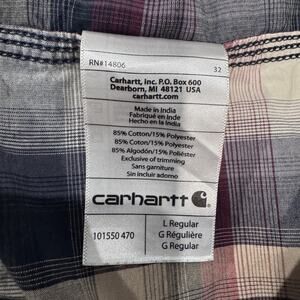 RN#14806 32
Carhartt, Inc. P.O. Box 600
Dearborn, MI 48121 USA
carhartt.com
Made in India
Fabriqué en Inde
Hecho en la India
85% Cotton/15% Polyester
85% Coton/15% Polyester
85% Algodón/15% Poliéster
Exclusive of trimming
Sans garniture
Sin incluir adorno
carhartt
101550 470
L Regular
G Régulière
G Regular